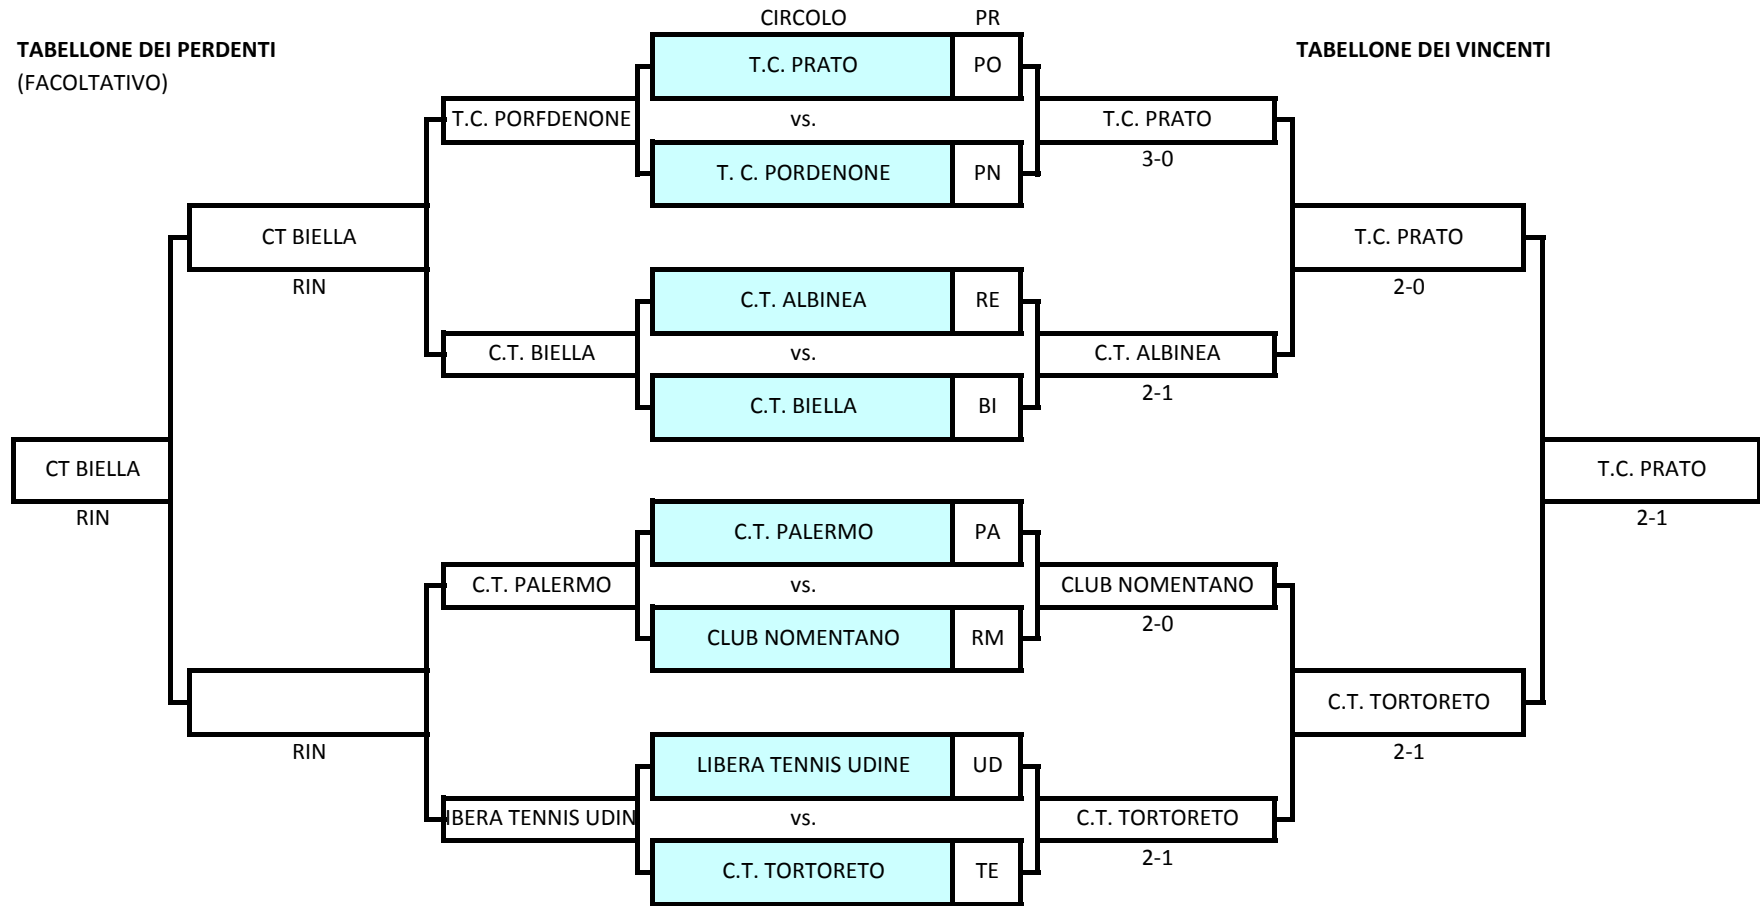 CIRCOLO PR
TABELLONE DEI PERDENTI
(FACOLTATIVO)
TABELLONE DEI VINCENTI
T.C. PRATO PO
T.C. PORFDENONE vs. T.C. PRATO
3-0
T. C. PORDENONE PN
CT BIELLA T.C. PRATO
RIN 2-0
C.T. ALBINEA RE
C.T. BIELLA vs. C.T. ALBINEA
2-1
C.T. BIELLA BI
CT BIELLA T.C. PRATO
RIN 2-1
C.T. PALERMO PA
C.T. PALERMO vs. CLUB NOMENTANO
2-0
CLUB NOMENTANO RM
C.T. TORTORETO
RIN 2-1
LIBERA TENNIS UDINE UD
IBERA TENNIS UDIN vs. C.T. TORTORETO
2-1
C.T. TORTORETO TE